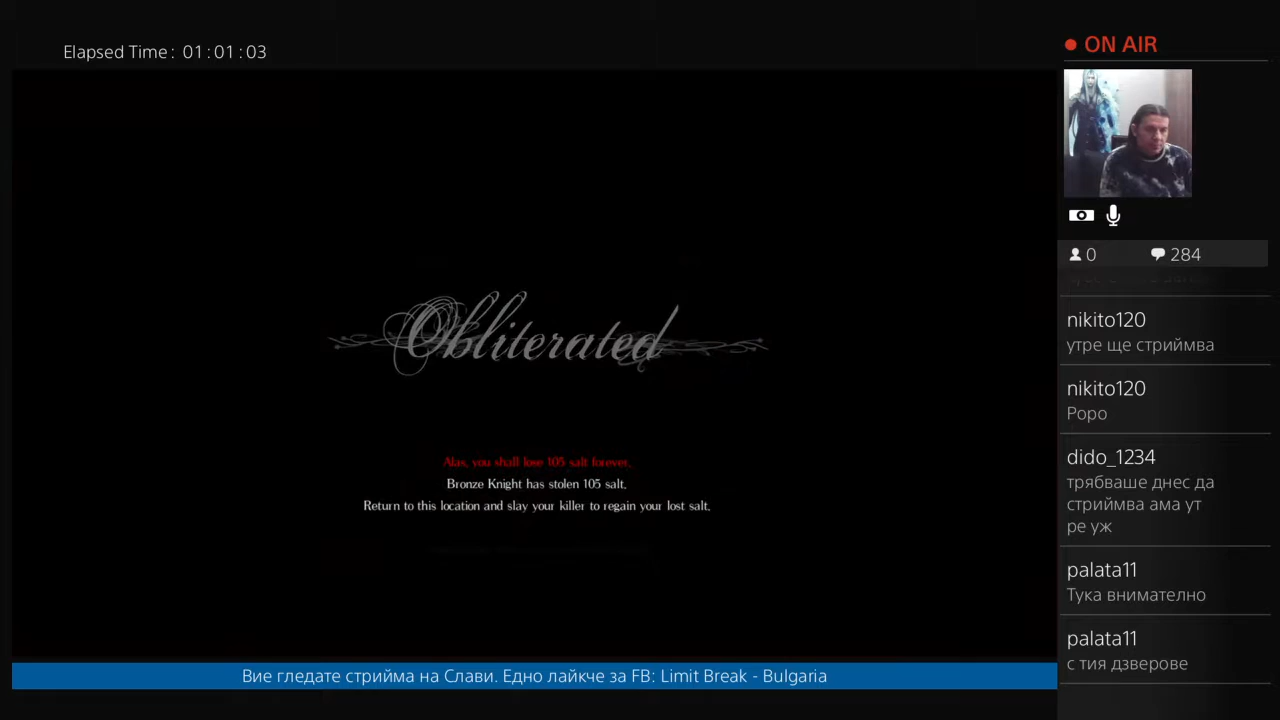 Elapsed Time: 01:01:03
ON AIR
0
284
nikito120
утре ще стриймва
nikito120
Роро
dido_1234
трябваше днес да
стриймва ама ут
ре уж
palata11
Тука внимателно
palata11
с тия дзверове
Obliterated
Alas, you shall lose 105 salt forever.
Bronze Knight has stolen 105 salt.
Return to this location and slay your killer to regain your lost salt.
Вие гледате стрийма на Слави. Едно лайкче за FB: Limit Break - Bulgaria